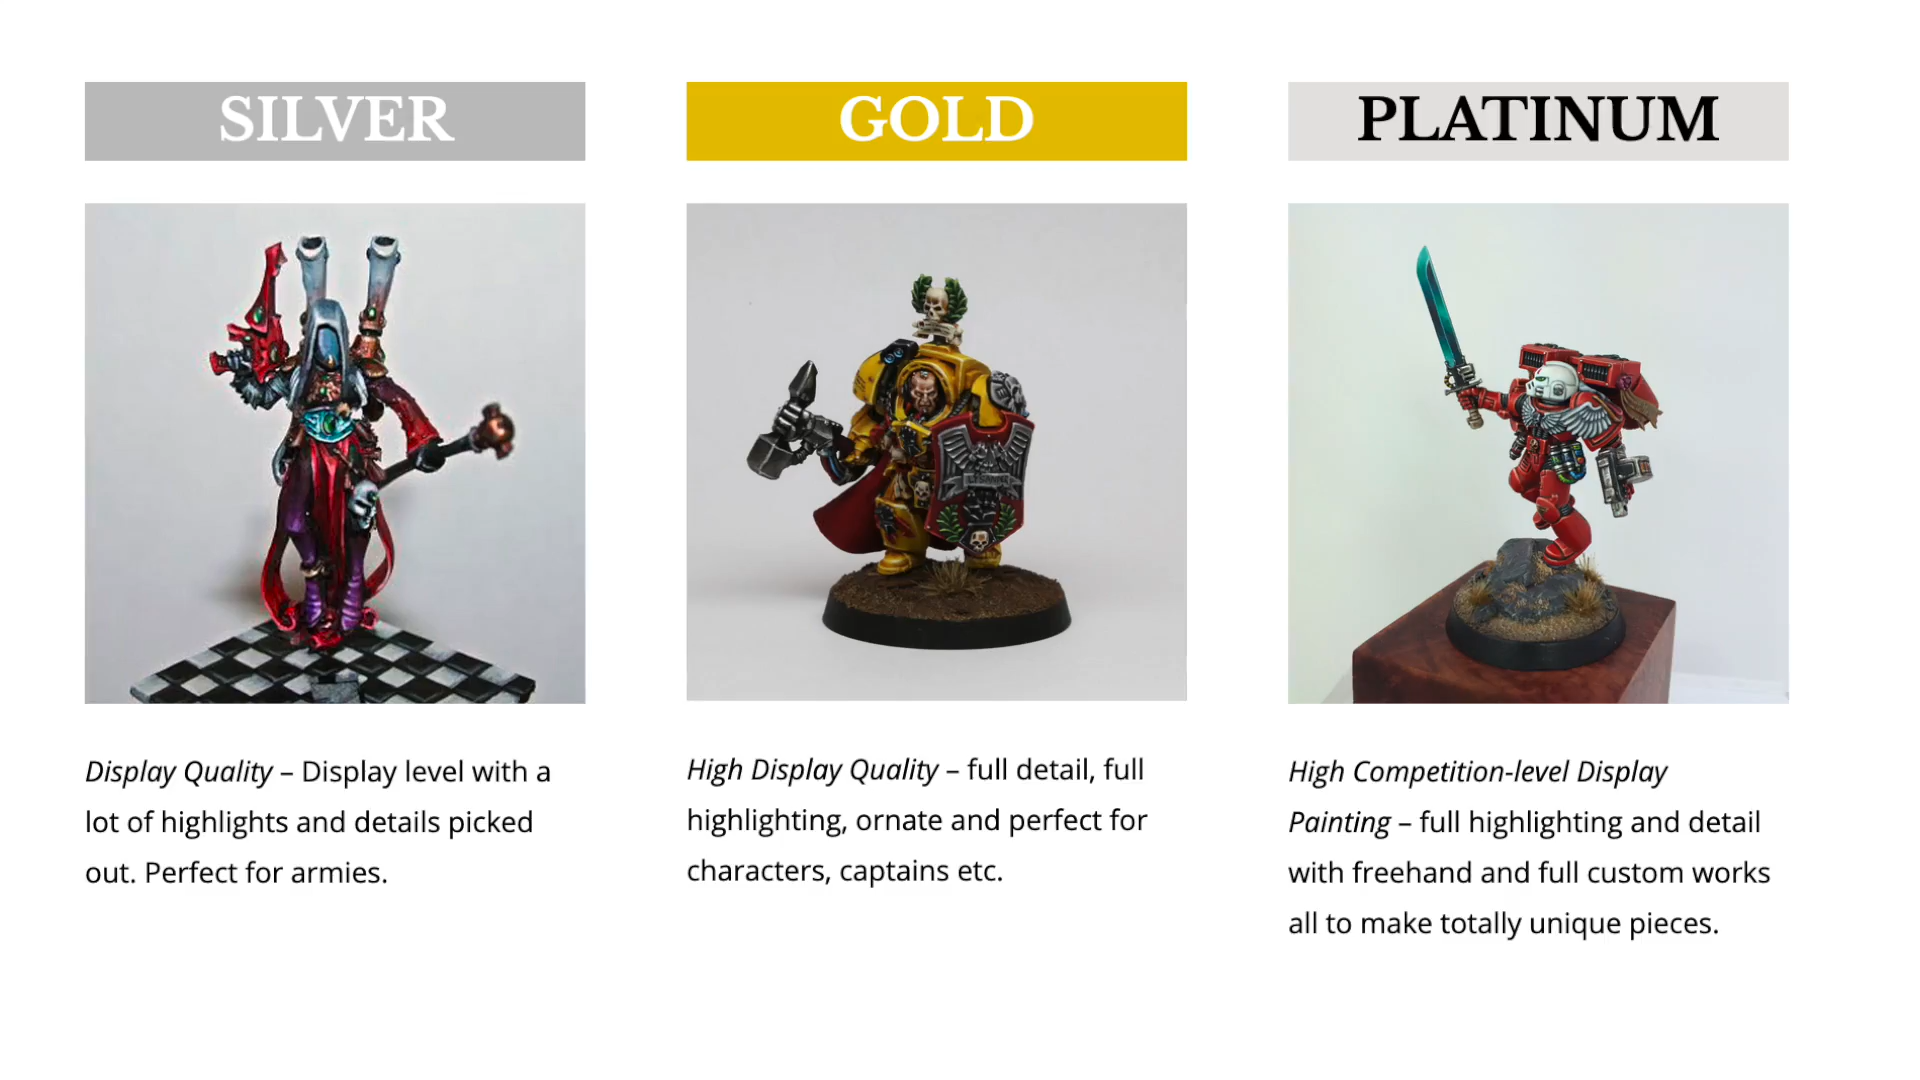 SILVER
GOLD
PLATINUM
Display Quality – Display level with a
lot of highlights and details picked
out. Perfect for armies.
High Display Quality – full detail, full
highlighting, ornate and perfect for
characters, captains etc.
High Competition-level Display
Painting – full highlighting and detail
with freehand and full custom works
all to make totally unique pieces.